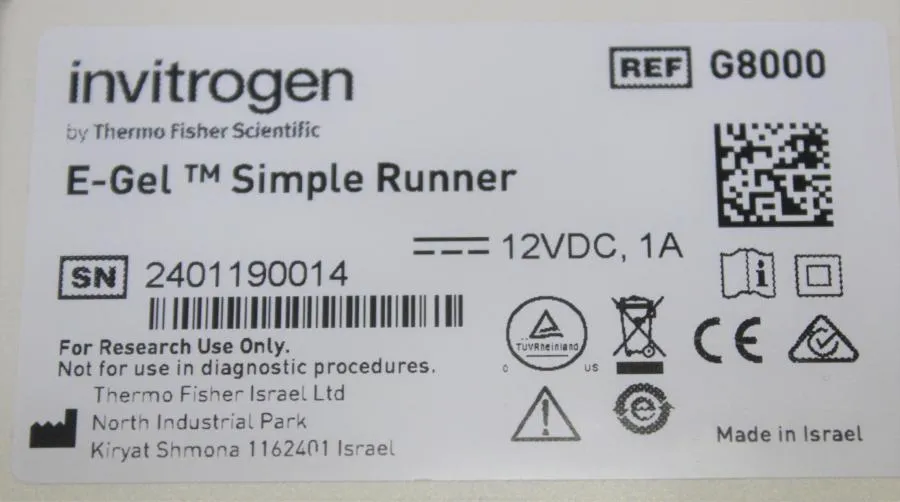 invitrogen
by Thermo Fisher Scientific
REF G8000
E-Gel ™ Simple Runner
12VDC, 1A
SN 2401190014
For Research Use Only.
Not for use in diagnostic procedures.
Thermo Fisher Israel Ltd
North Industrial Park
Kiryat Shmona 1162401 Israel
TÜVRheinland
C US
CE
e
Made in Israel